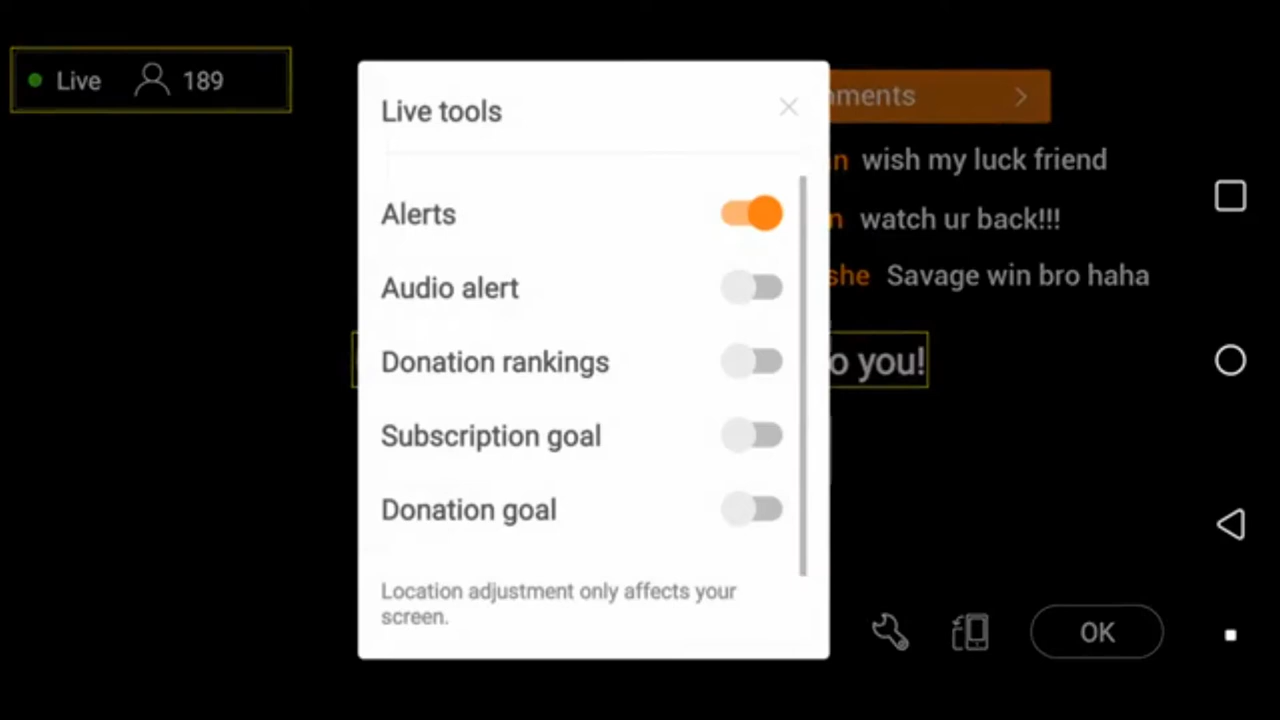 Live 189
Live tools
Alerts
Audio alert
Donation rankings
Subscription goal
Donation goal
Location adjustment only affects your
screen.
wish my luck friend
watch ur back!!!
Savage win bro haha
you!
OK